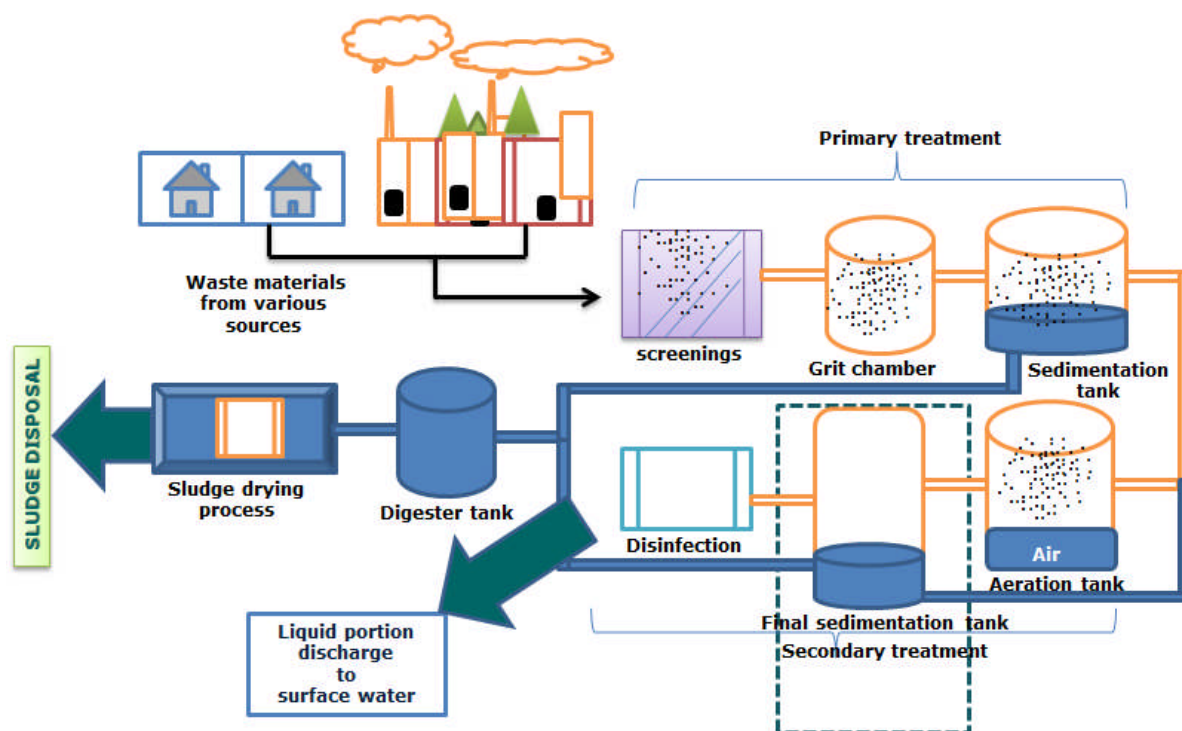 Primary treatment
Waste materials
from various
sources
screenings
Grit chamber
Sedimentation
tank
SLUDGE DISPOSAL
Sludge drying
process
Digester tank
Disinfection
Air
Aeration tank
Final sedimentation tank
Secondary treatment
Liquid portion
discharge
to
surface water